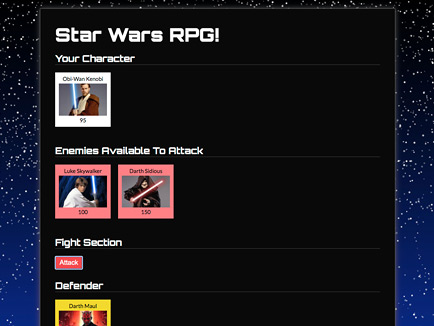 Star Wars RPG!
Your Character
Obi-Wan Kenobi
95
Enemies Available To Attack
Luke Skywalker
Darth Sidious
100
150
Fight Section
Attack
Defender
Darth Maul